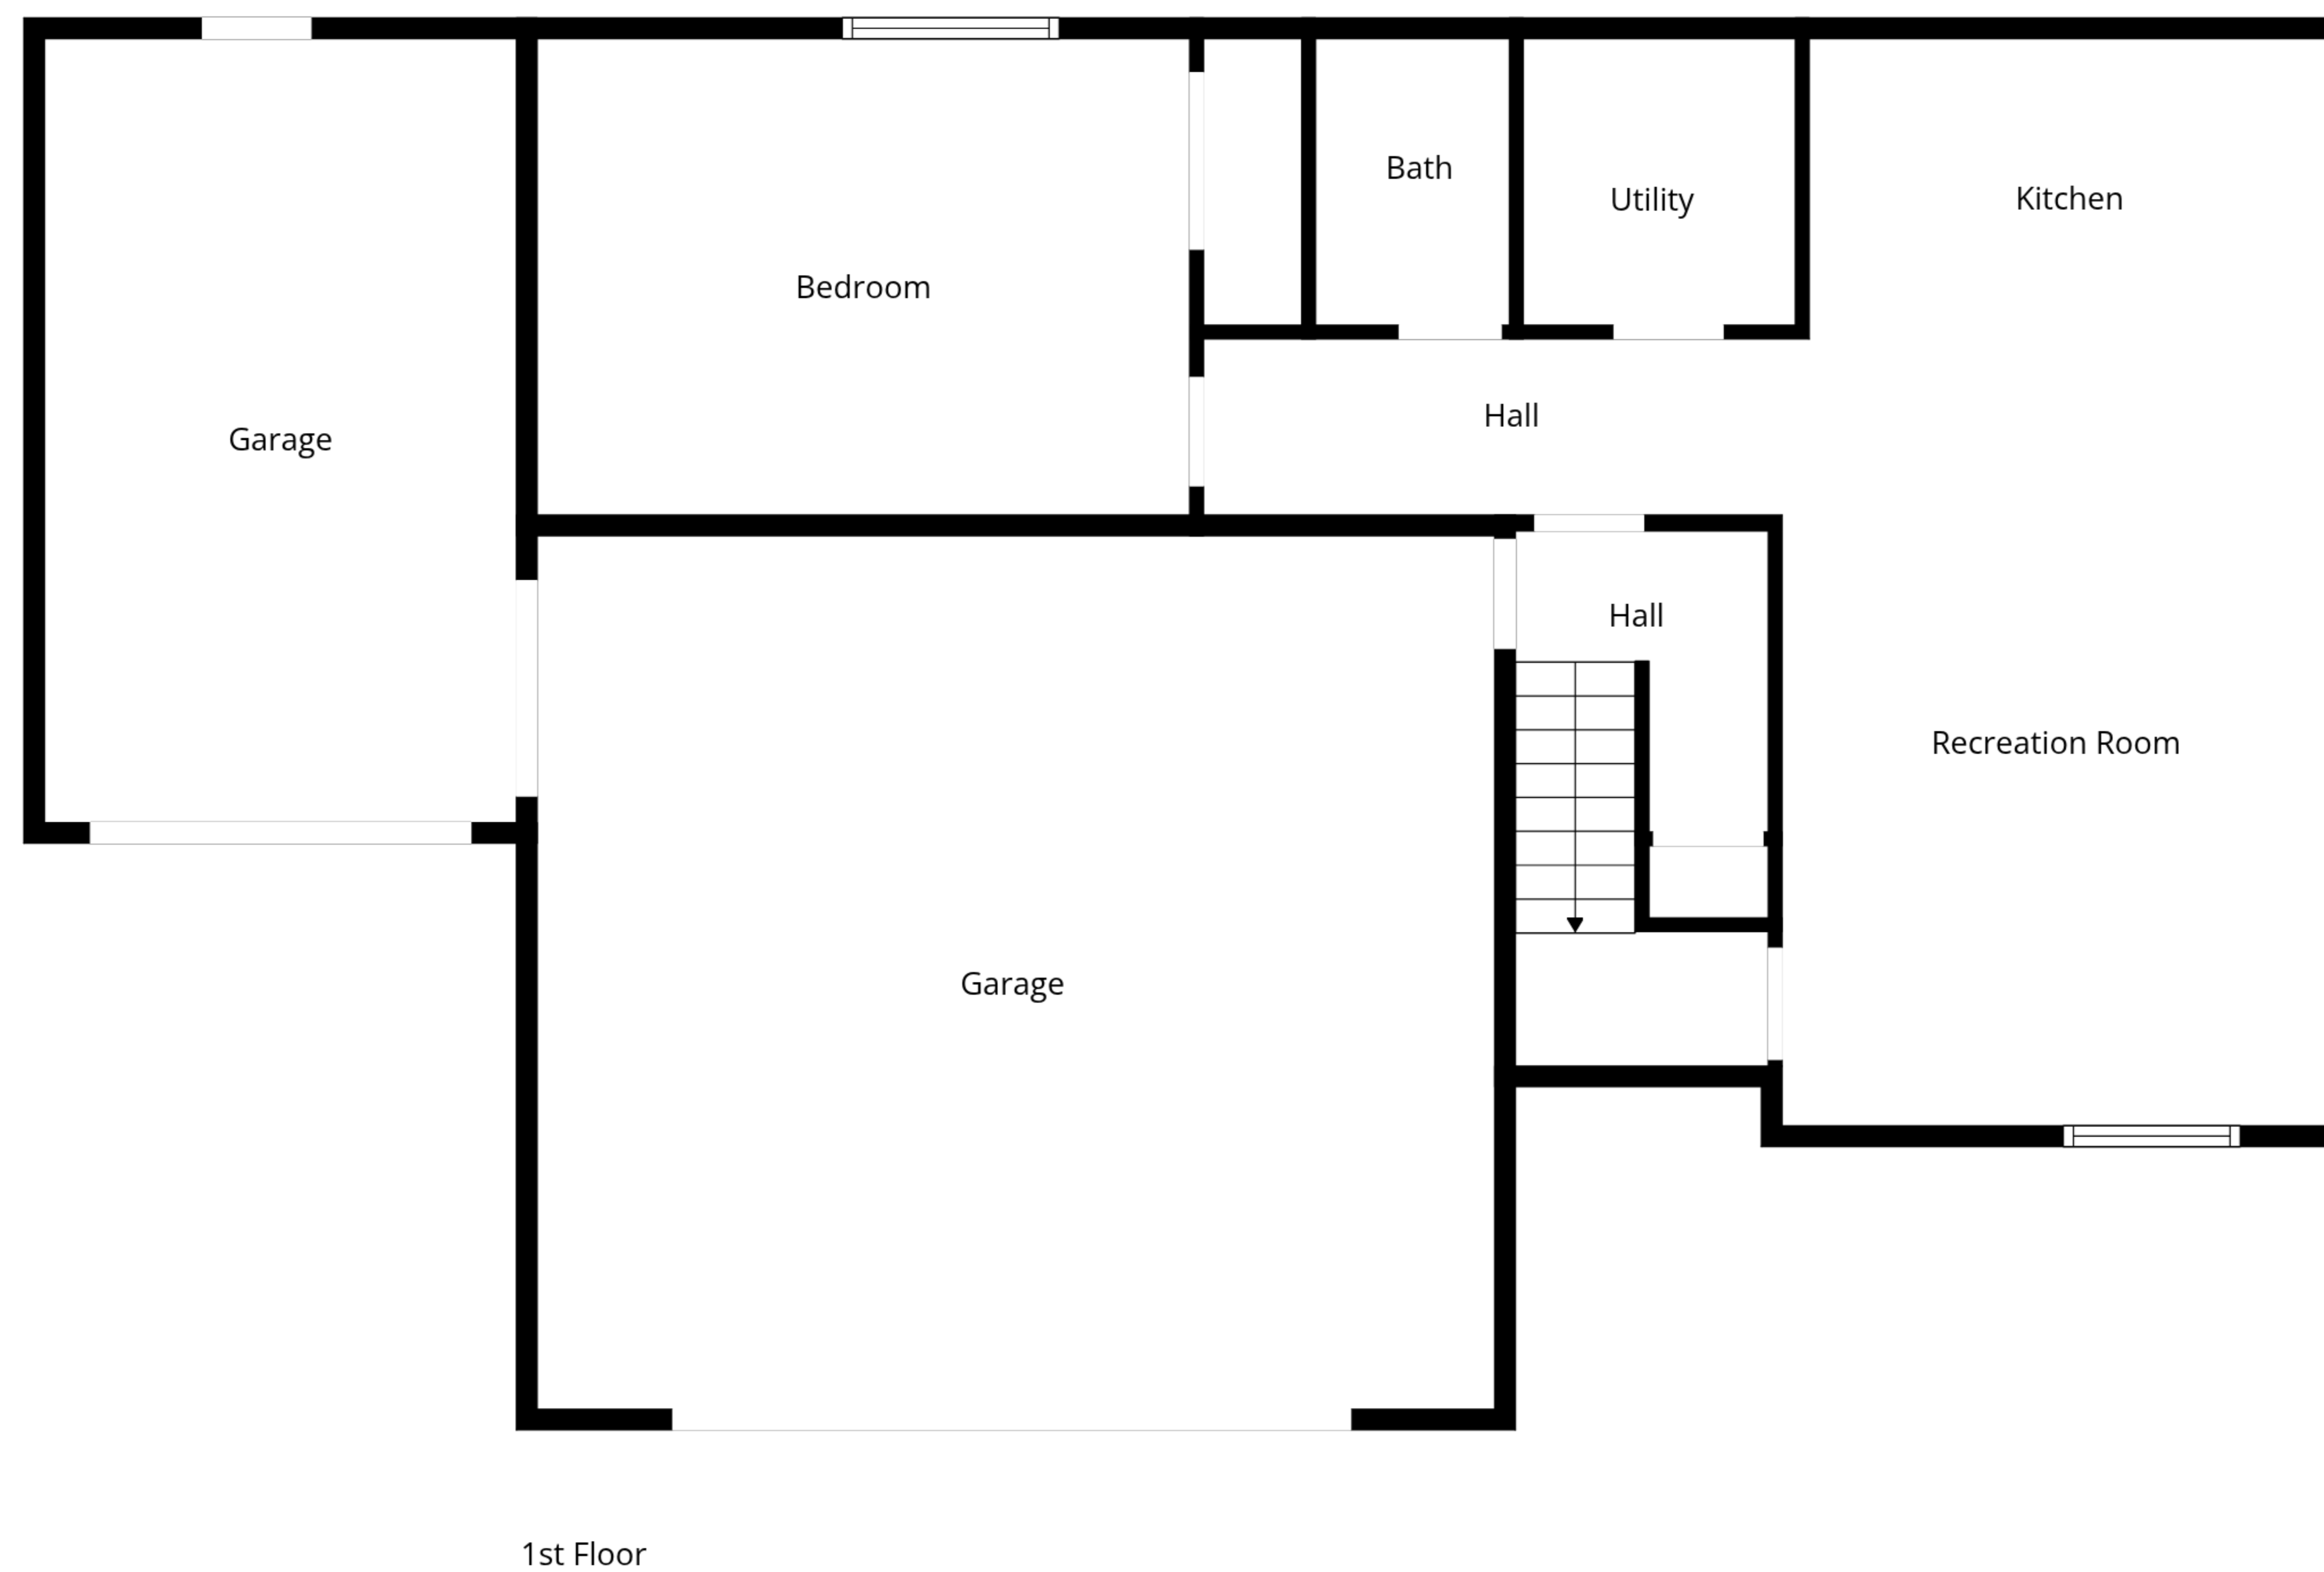 Bath
Utility
Kitchen
Bedroom
Hall
Garage
Hall
Recreation Room
Garage
1st Floor